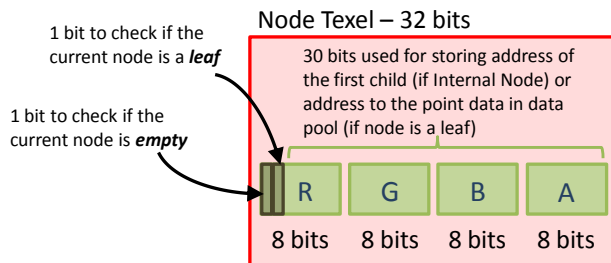 Node Texel – 32 bits
1 bit to check if the
current node is a leaf
1 bit to check if the
current node is empty
30 bits used for storing address of
the first child (if Internal Node) or
address to the point data in data
pool (if node is a leaf)
R G B A
8 bits 8 bits 8 bits 8 bits